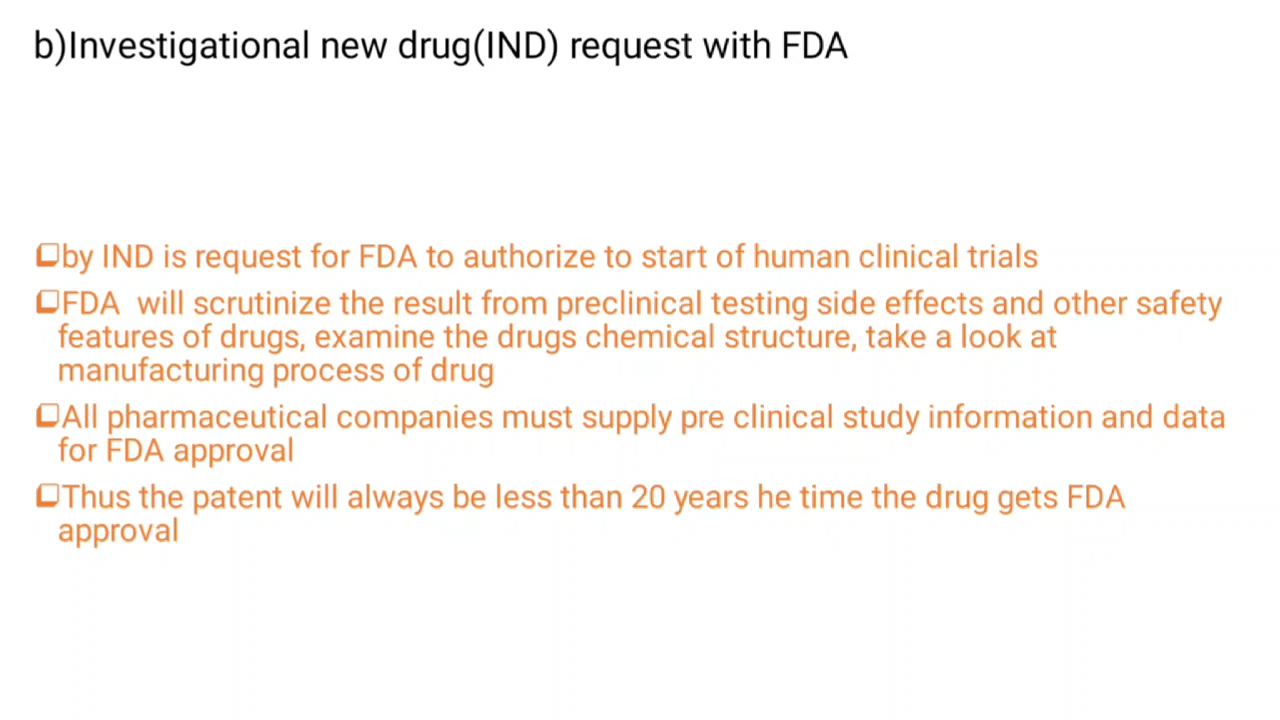 b)Investigational new drug(IND) request with FDA
❑by IND is request for FDA to authorize to start of human clinical trials
❑FDA  will scrutinize the result from preclinical testing side effects and other safety
features of drugs, examine the drugs chemical structure, take a look at
manufacturing process of drug
❑All pharmaceutical companies must supply pre clinical study information and data
for FDA approval
❑Thus the patent will always be less than 20 years he time the drug gets FDA
approval